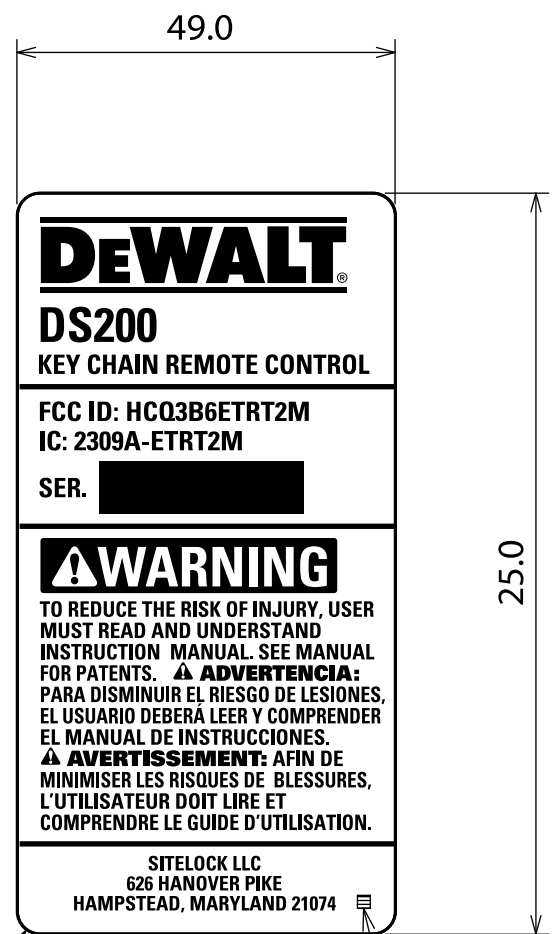 49.0
DEWALT®
DS200
KEY CHAIN REMOTE CONTROL
FCC ID: HCQ3B6ETRT2M
IC: 2309A-ETRT2M
SER.
25.0
WARNING
TO REDUCE THE RISK OF INJURY, USER
MUST READ AND UNDERSTAND
INSTRUCTION MANUAL. SEE MANUAL
FOR PATENTS. ADVERTENCIA:
PARA DISMINUIR EL RIESGO DE LESIONES,
EL USUARIO DEBERÁ LEER Y COMPRENDER
EL MANUAL DE INSTRUCCIONES.
AVERTISSEMENT: AFIN DE
MINIMISER LES RISQUES DE BLESSURES,
L'UTILISATEUR DOIT LIRE ET
COMPRENDRE LE GUIDE D'UTILISATION.
SITELOCK LLC
626 HANOVER PIKE
HAMPSTEAD, MARYLAND 21074